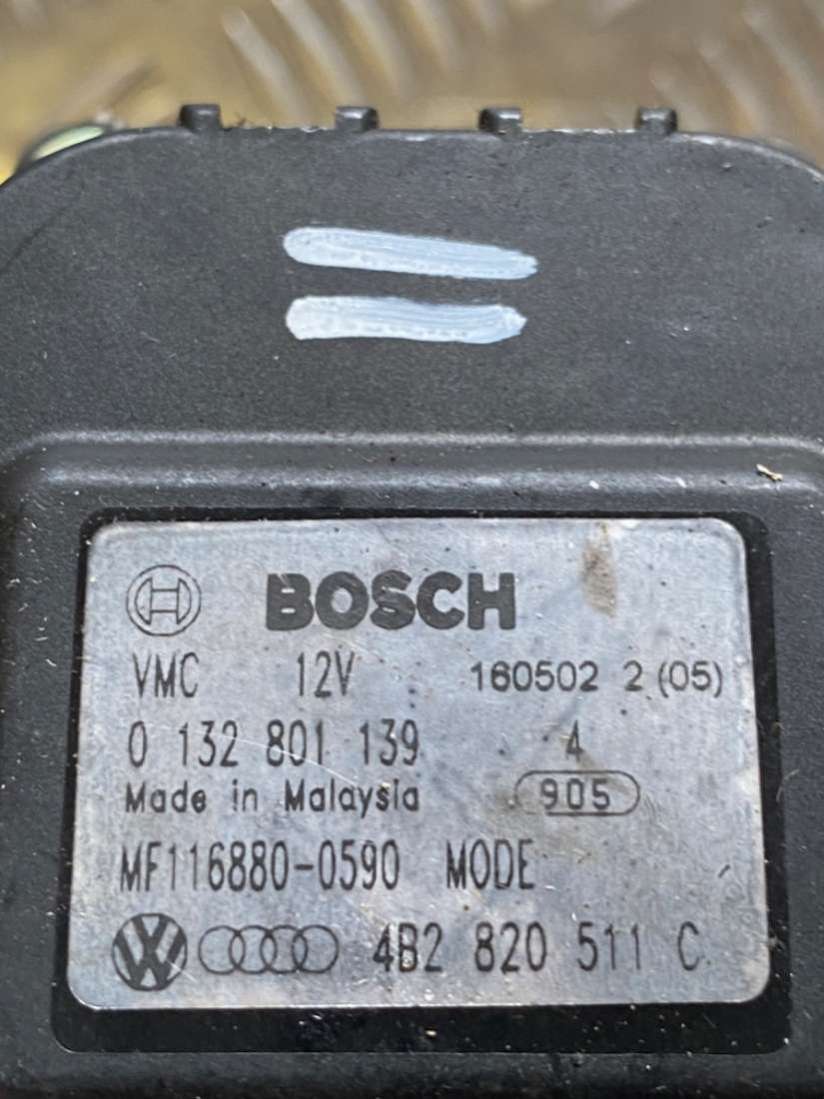 BOSCH
VMC 12V 160502 2 (05)
0 132 801 139 4
Made in Malaysia 905
MF116880-0590 MODE
VW 4B2 820 511 C